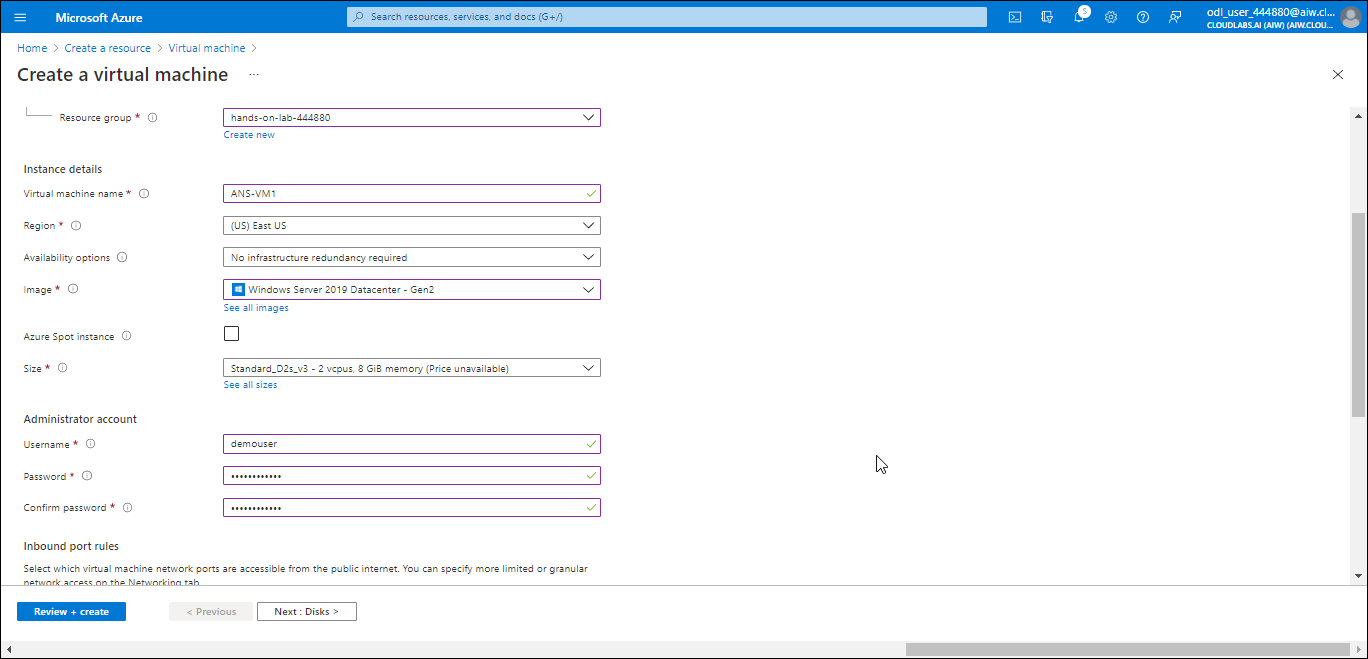 Microsoft Azure
Search resources, services, and docs (G+/)
5
odl_user_444880@aiw.cl...
CLOUDLABS.AI (AIW) (AIW.CLOU...
Home > Create a resource > Virtual machine >
Create a virtual machine ...
Resource group * hands-on-lab-444880
Create new
Instance details
Virtual machine name * ANS-VM1
Region * (US) East US
Availability options No infrastructure redundancy required
Image * Windows Server 2019 Datacenter - Gen2
See all images
Azure Spot instance
Size * Standard_D2s_v3 - 2 vcpus, 8 GiB memory (Price unavailable)
See all sizes
Administrator account
Username * demouser
Password * ••••••••••••
Confirm password * ••••••••••••
Inbound port rules
Select which virtual machine network ports are accessible from the public internet. You can specify more limited or granular
network access on the Networking tab.
Review + create < Previous Next : Disks >